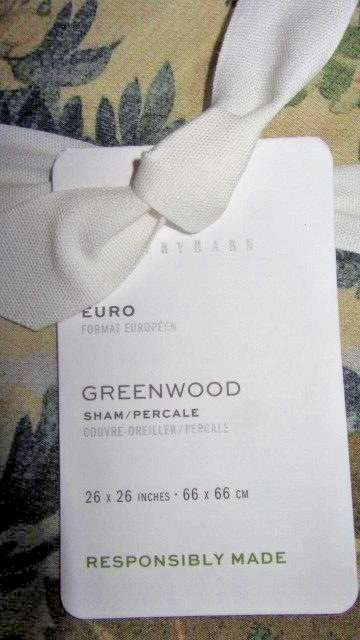 EURO
FORMAT EUROPÉEN
GREENWOOD
SHAM/PERCALE
COUVRE-OREILLER/PERCALE
26 x 26 INCHES · 66 x 66 CM
RESPONSIBLY MADE